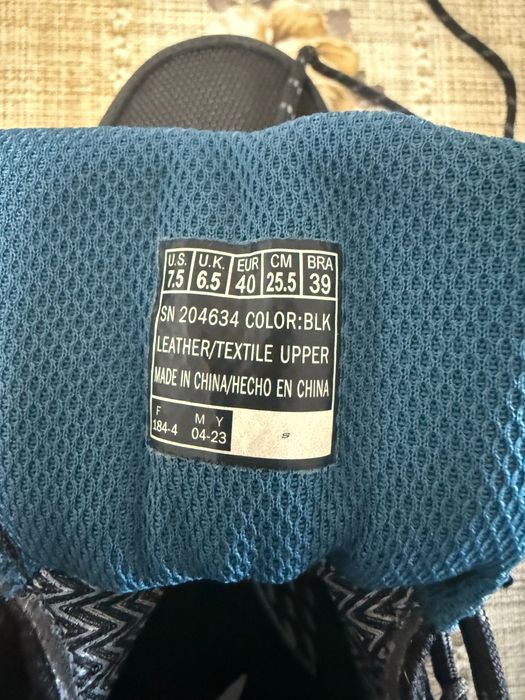 U.S. U.K. EUR CM BRA
7.5 6.5 40 25.5 39
SN 204634 COLOR:BLK
LEATHER/TEXTILE UPPER
MADE IN CHINA/HECHO EN CHINA
F M Y
184-4 04-23
S